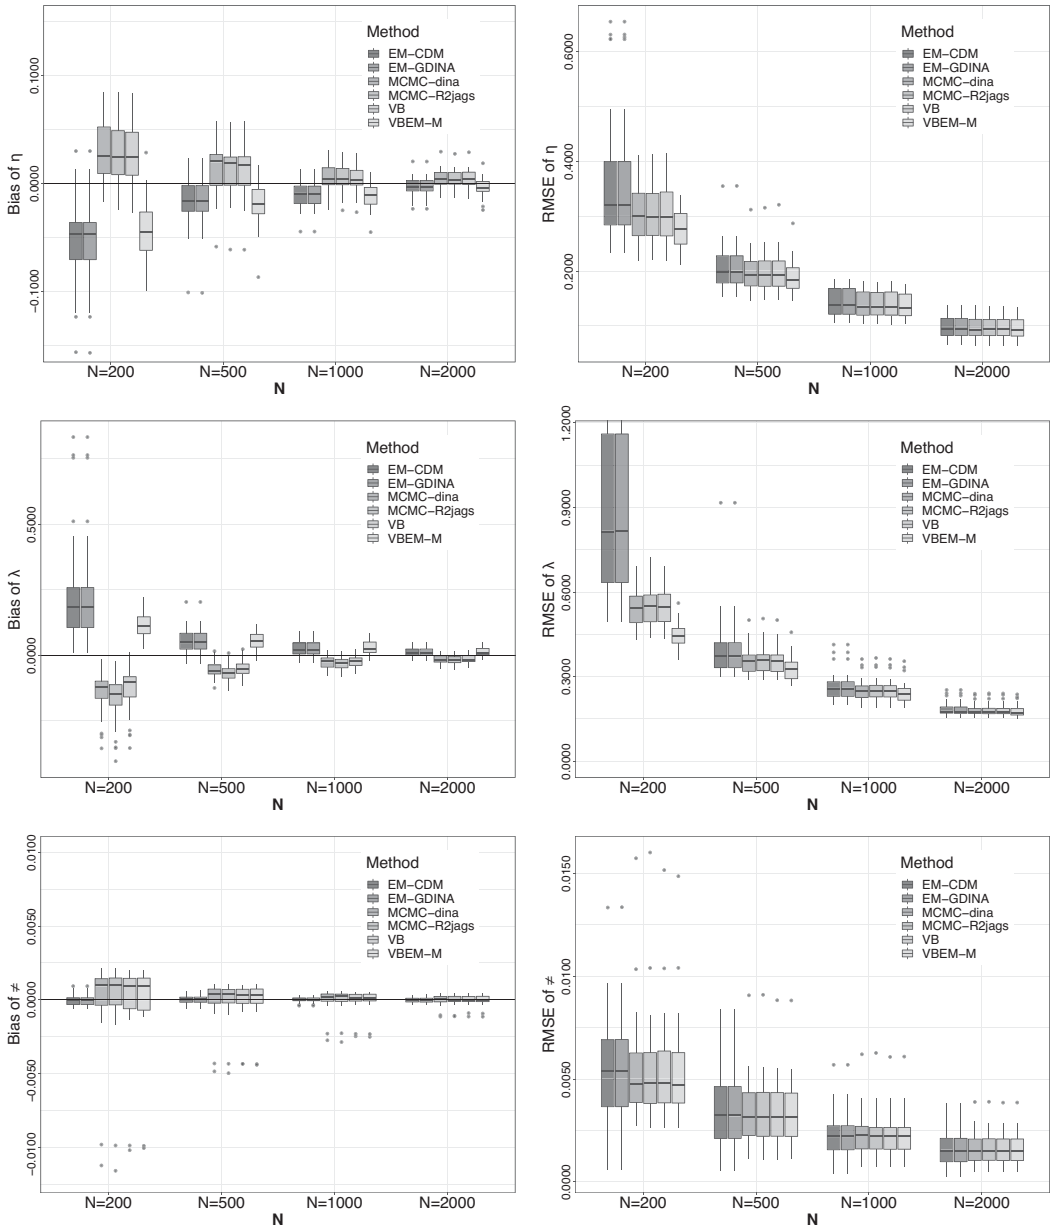 Bias of η
0.1000
0.0000
−0.1000
Method
EM−CDM
EM−GDINA
MCMC−dina
MCMC−R2jags
VB
VBEM−M
N=200
N=500
N=1000
N=2000
N
RMSE of η
0.6000
0.4000
0.2000
Method
EM−CDM
EM−GDINA
MCMC−dina
MCMC−R2jags
VB
VBEM−M
N=200
N=500
N=1000
N=2000
N
Bias of λ
0.5000
0.0000
Method
EM−CDM
EM−GDINA
MCMC−dina
MCMC−R2jags
VB
VBEM−M
N=200
N=500
N=1000
N=2000
N
RMSE of λ
1.2000
0.9000
0.6000
0.3000
0.0000
Method
EM−CDM
EM−GDINA
MCMC−dina
MCMC−R2jags
VB
VBEM−M
N=200
N=500
N=1000
N=2000
N
Bias of ≠
0.0100
0.0050
0.0000
−0.0050
−0.0100
Method
EM−CDM
EM−GDINA
MCMC−dina
MCMC−R2jags
VB
VBEM−M
N=200
N=500
N=1000
N=2000
N
RMSE of ≠
0.0150
0.0100
0.0050
0.0000
Method
EM−CDM
EM−GDINA
MCMC−dina
MCMC−R2jags
VB
VBEM−M
N=200
N=500
N=1000
N=2000
N